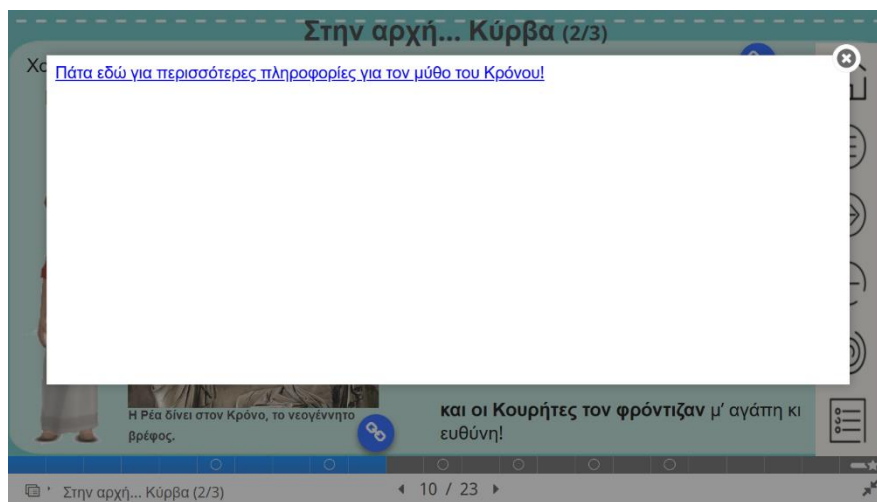 Στην αρχή... Κύρβα (2/3)
Πάτα εδώ για περισσότερες πληροφορίες για τον μύθο του Κρόνου!
Η Ρέα δίνει στον Κρόνο, το νεογέννητο
βρέφος.
και οι Κουρήτες τον φρόντιζαν μ' αγάπη κι
ευθύνη!
Στην αρχή... Κύρβα (2/3)
10 / 23